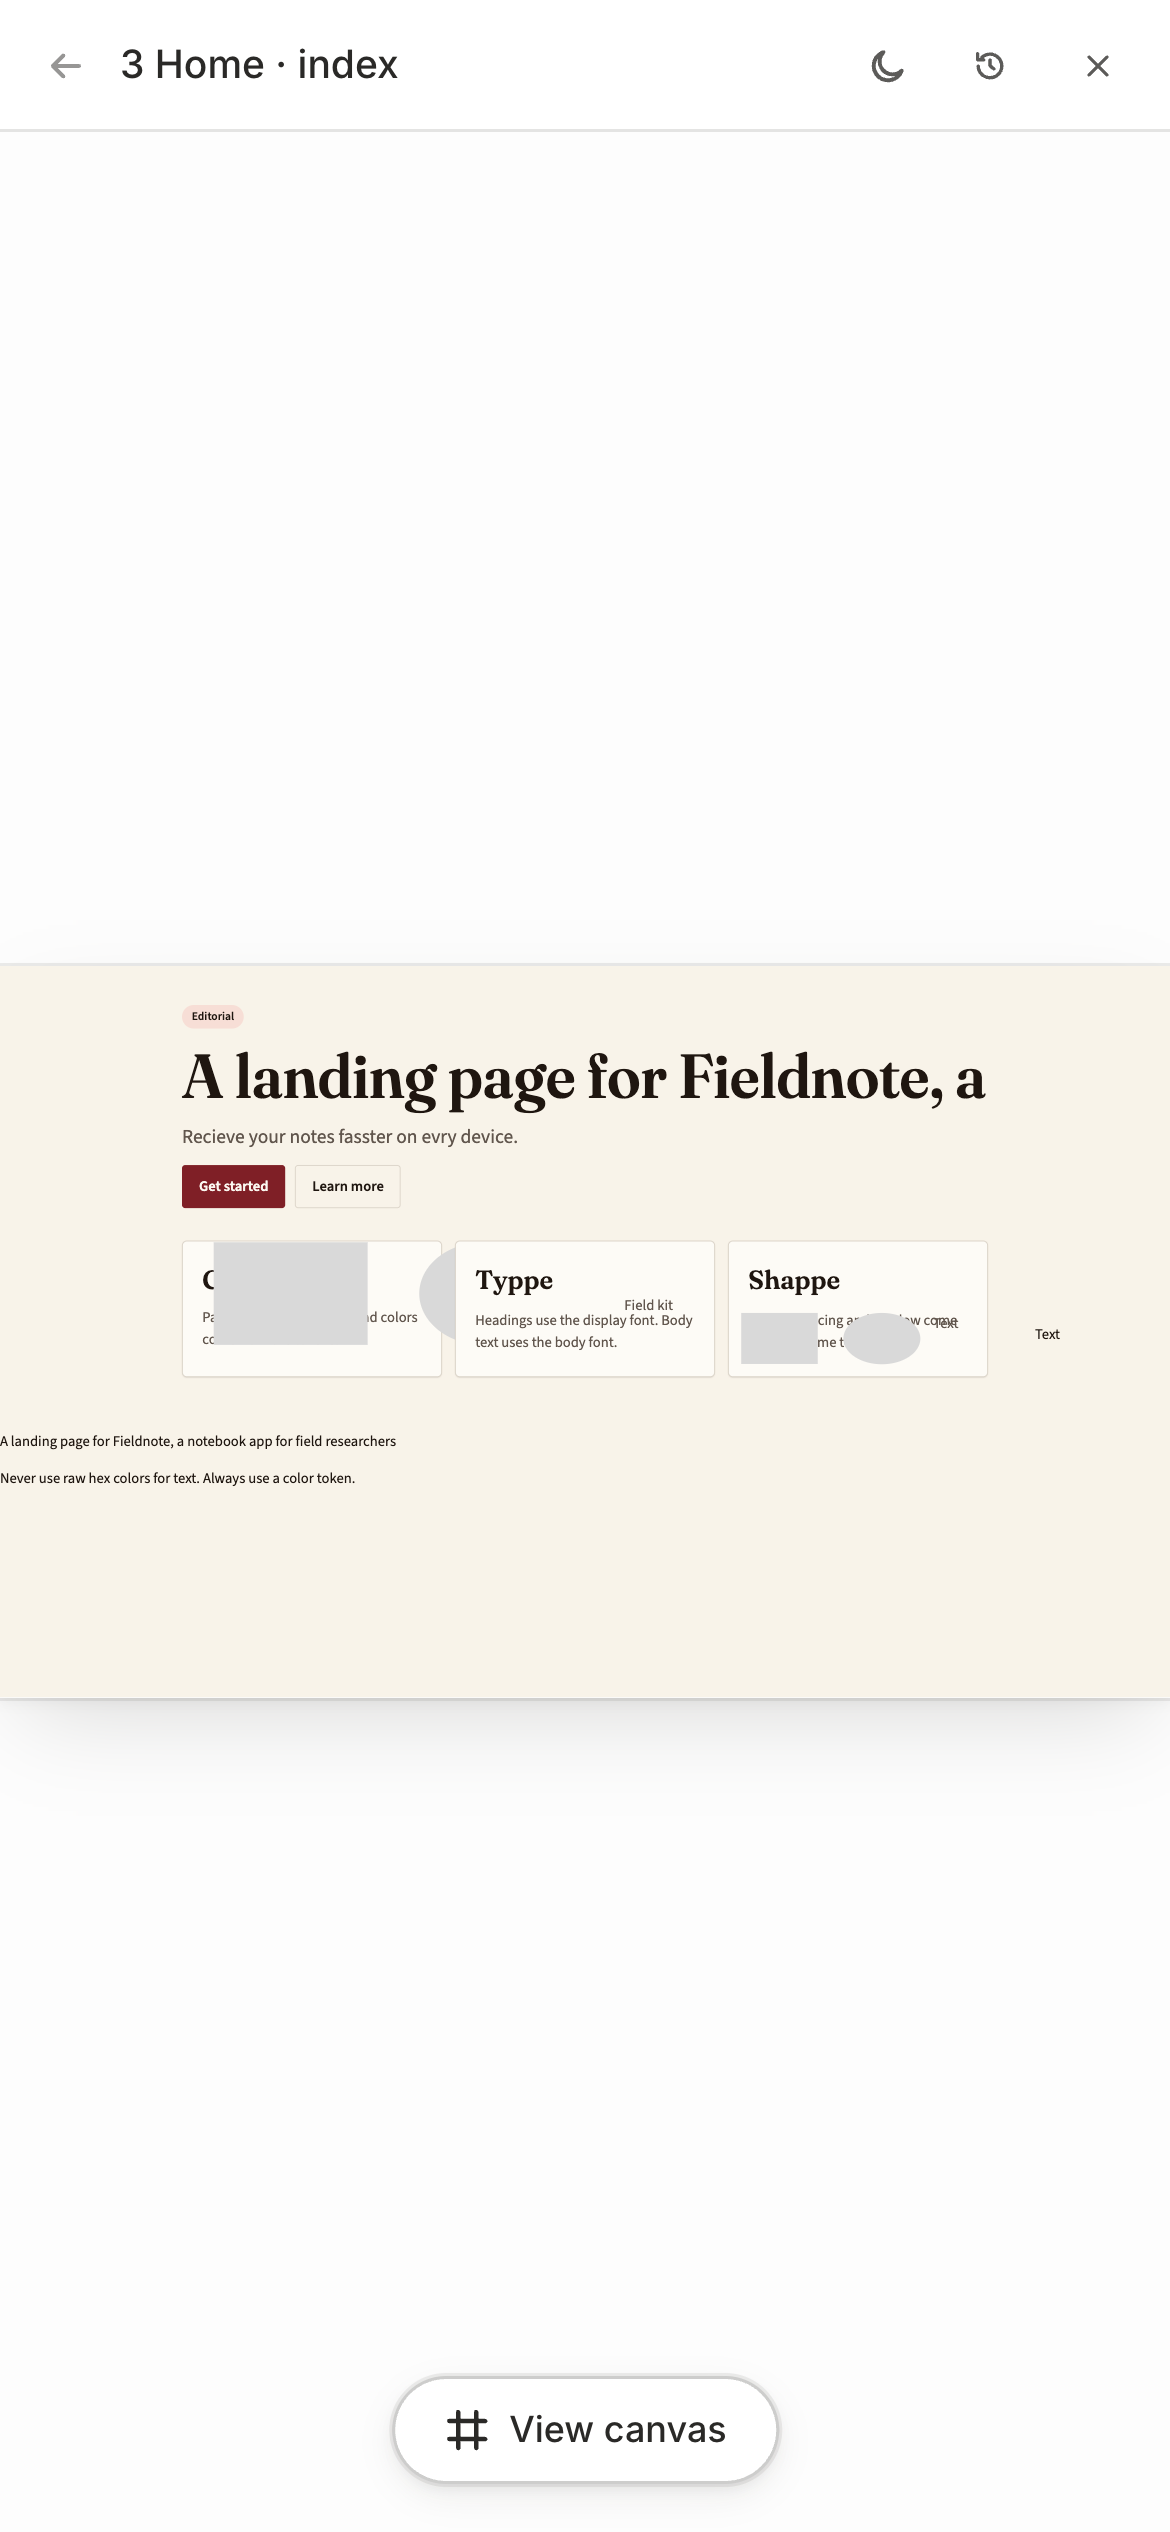 3 Home · index
Editorial
A landing page for Fieldnote, a
Recieve your notes fasster on evry device.
Get started
Learn more
Typpe
Field kit
Headings use the display font. Body
text uses the body font.
Shappe
Text
Text
nd colors
A landing page for Fieldnote, a notebook app for field researchers
Never use raw hex colors for text. Always use a color token.
View canvas